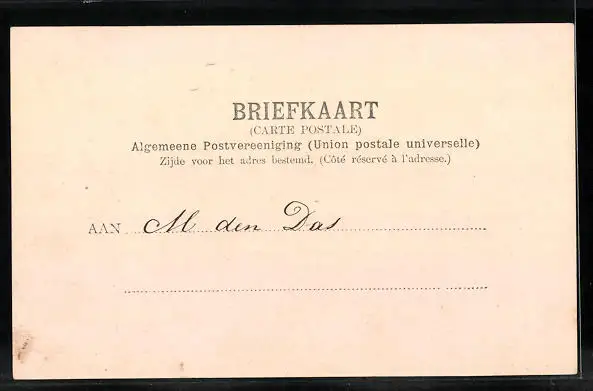 BRIEFKAART
(CARTE POSTALE)
Algemeene Postvereeniging (Union postale universelle)
Zijde voor het adres bestemd. (Côté réservé à l'adresse.)
AAN M den Das